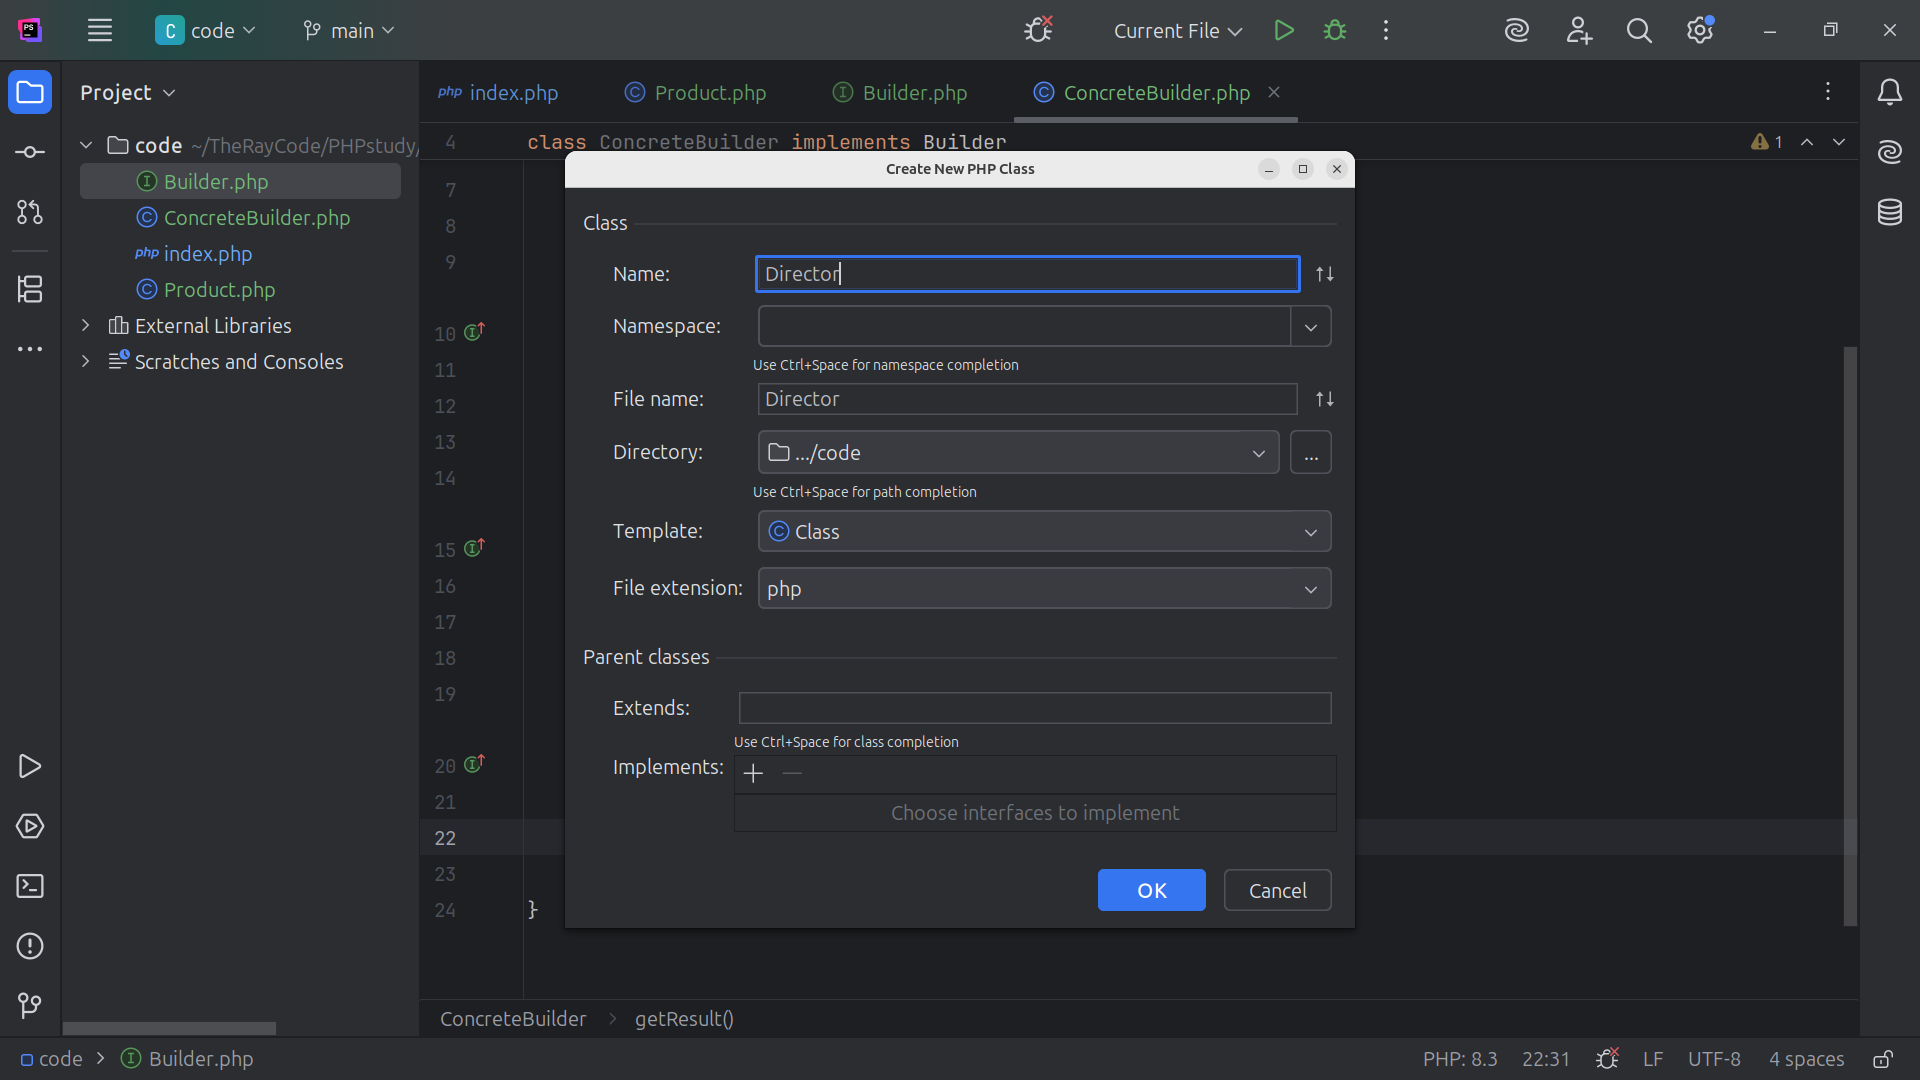 PS
C code
main
Current File
Project
code ~/TheRayCode/PHPstudy/
Builder.php
ConcreteBuilder.php
php index.php
Product.php
External Libraries
Scratches and Consoles
php index.php
Product.php
Builder.php
ConcreteBuilder.php
4 class ConcreteBuilder implements Builder
1
7
8
9
10
11
12
13
14
15
16
17
18
19
20
21
22
23
24 }
Create New PHP Class
Class
Name: Director
Namespace:
Use Ctrl+Space for namespace completion
File name: Director
Directory: .../code ...
Use Ctrl+Space for path completion
Template: C Class
File extension: php
Parent classes
Extends:
Use Ctrl+Space for class completion
Implements:
Choose interfaces to implement
OK Cancel
ConcreteBuilder > getResult()
code > Builder.php
PHP: 8.3 22:31 LF UTF-8 4 spaces